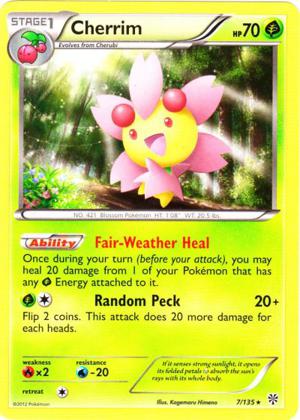 STAGE1
Cherrim
HP70
Evolves from Cherubi
NO. 421 Blossom Pokémon HT. 1'08" WT. 20.5 lbs.
Ability Fair-Weather Heal
Once during your turn (before your attack), you may
heal 20 damage from 1 of your Pokémon that has
any Energy attached to it.
Random Peck 20+
Flip 2 coins. This attack does 20 more damage for
each heads.
weakness
×2
resistance
-20
retreat
If it senses strong sunlight, it opens
its folded petals to absorb the sun's
rays with its whole body.
Illus. Kagemaru Himeno
©2012 Pokémon
7/135★